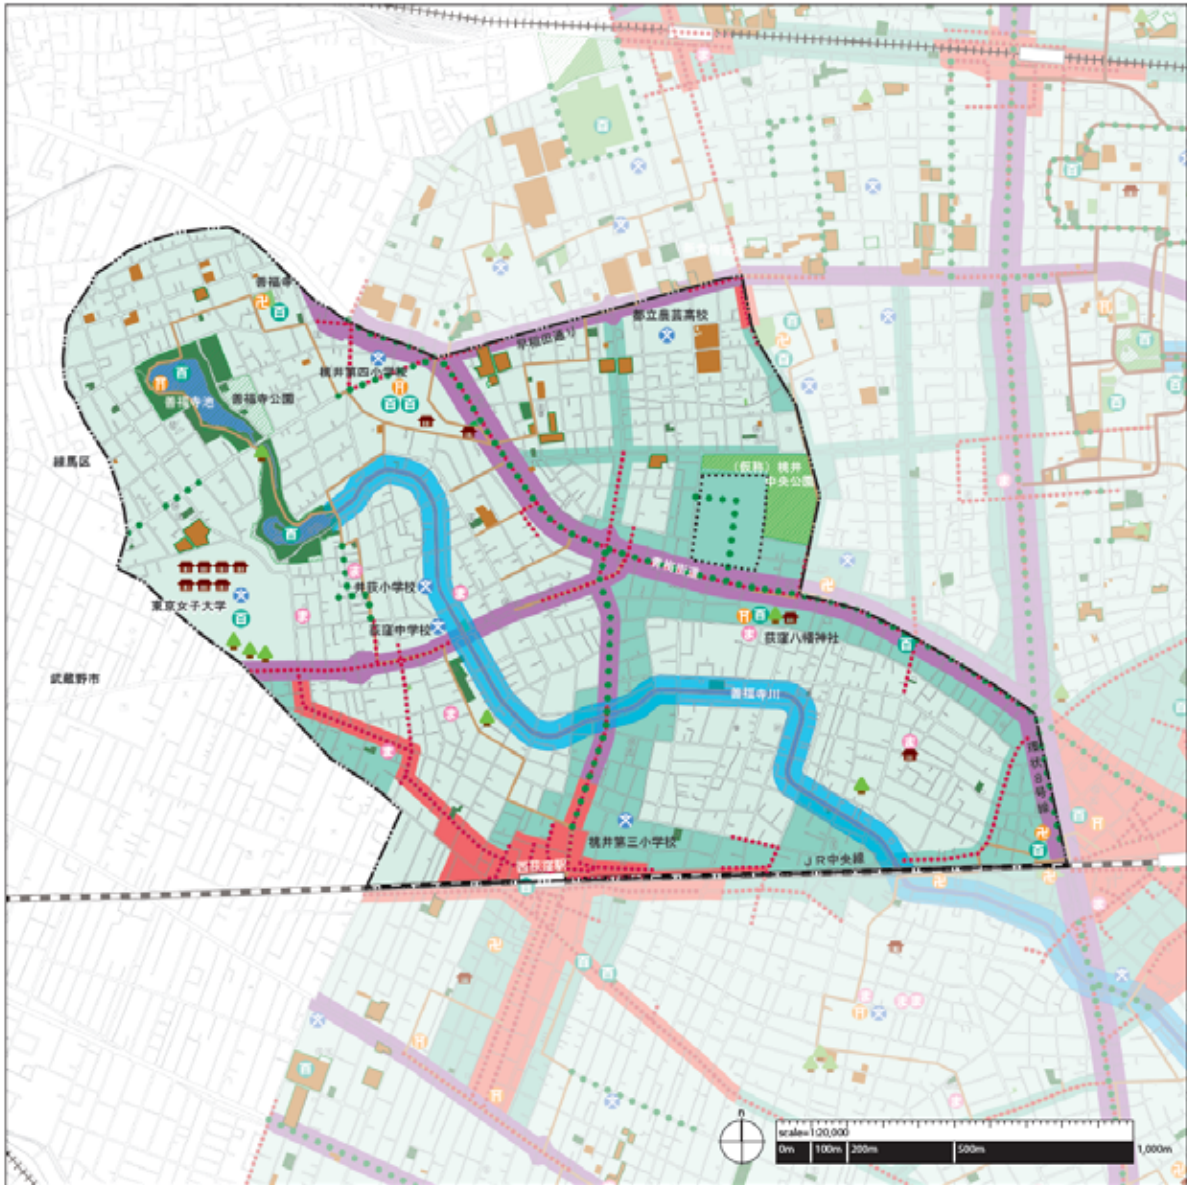 善福寺
都立農芸高校
早稲田通り
桃井第四小学校
善福寺池
善福寺公園
練馬区
(仮称)桃井
中央公園
青梅街道
井荻小学校
東京女子大学
荻窪中学校
荻窪八幡神社
武蔵野市
善福寺川
環状8号線
桃井第三小学校
JR中央線
西荻窪駅
n
scale=1:20,000
0m
100m
200m
500m
1,000m